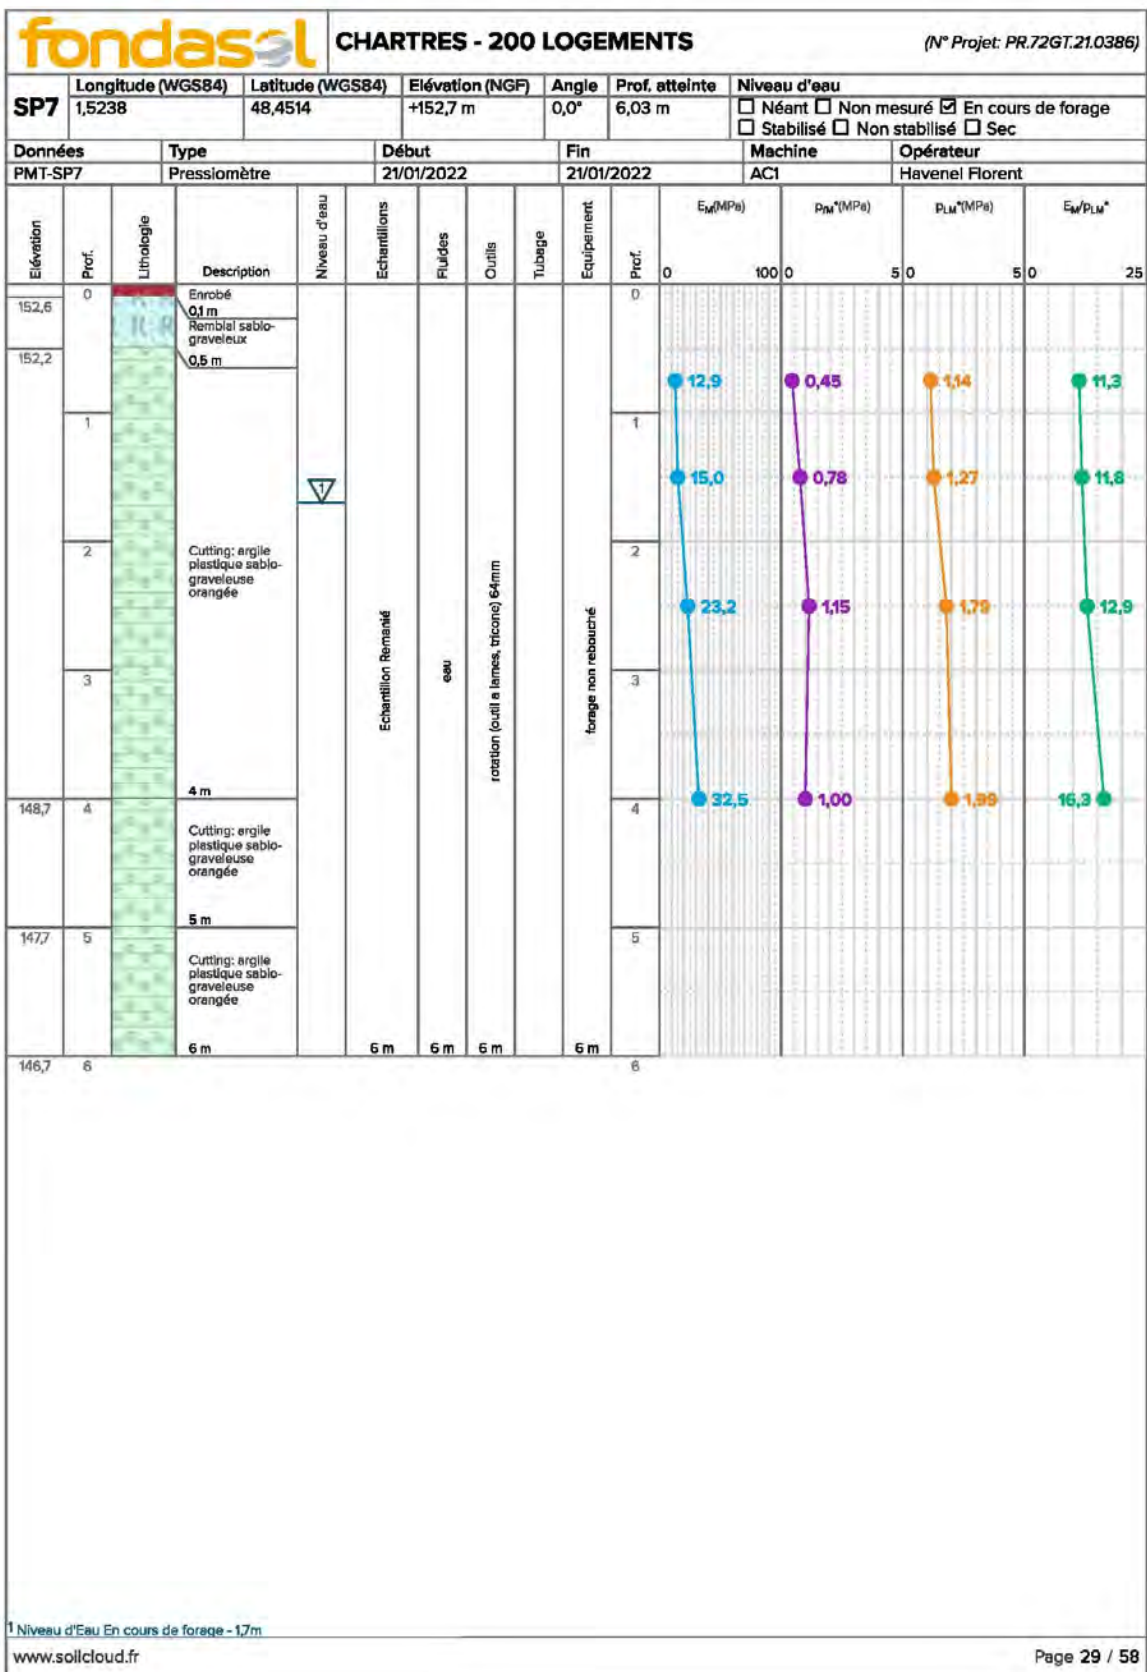 fondasol
CHARTRES - 200 LOGEMENTS
(N° Projet: PR.72GT.21.0386)
SP7
Longitude (WGS84) Latitude (WGS84) Elévation (NGF) Angle Prof. atteinte Niveau d'eau
1,5238 48,4514 +152,7 m 0,0° 6,03 m
☐ Néant ☐ Non mesuré ☑ En cours de forage
☐ Stabilisé ☐ Non stabilisé ☐ Sec
Données Type Début Fin Machine Opérateur
PMT-SP7 Pressiomètre 21/01/2022 21/01/2022 AC1 Havenel Florent
Elévation
Prof.
Lithologie
Description
Niveau d'eau
Echantillons
Fluides
Outils
Tubage
Equipement
Prof.
EM(MPa) pfM*(MPa) pLM*(MPa) EM/pLM*
0 100 0 5 0 5 0 25
0 Enrobé 0
152,6 0,1 m
Remblai sablo-
graveleux
152,2 0,5 m
12,9 0,45 1,14 11,3
1 1
1
15,0 0,78 1,27 11,8
2 2
Cutting: argile
plastique sablo-
graveleuse
orangée
23,2 1,15 1,79 12,9
Echantillon Remanié
eau
rotation (outil a lames, tricone) 64mm
forage non rebouché
3 3
4 m
148,7 4 4
32,5 1,00 1,99 16,3
Cutting: argile
plastique sablo-
graveleuse
orangée
5 m
147,7 5 5
Cutting: argile
plastique sablo-
graveleuse
orangée
6 m 6 m 6 m 6 m 6 m
146,7 6 6
1 Niveau d'Eau En cours de forage - 1,7m
www.soilcloud.fr
Page 29 / 58